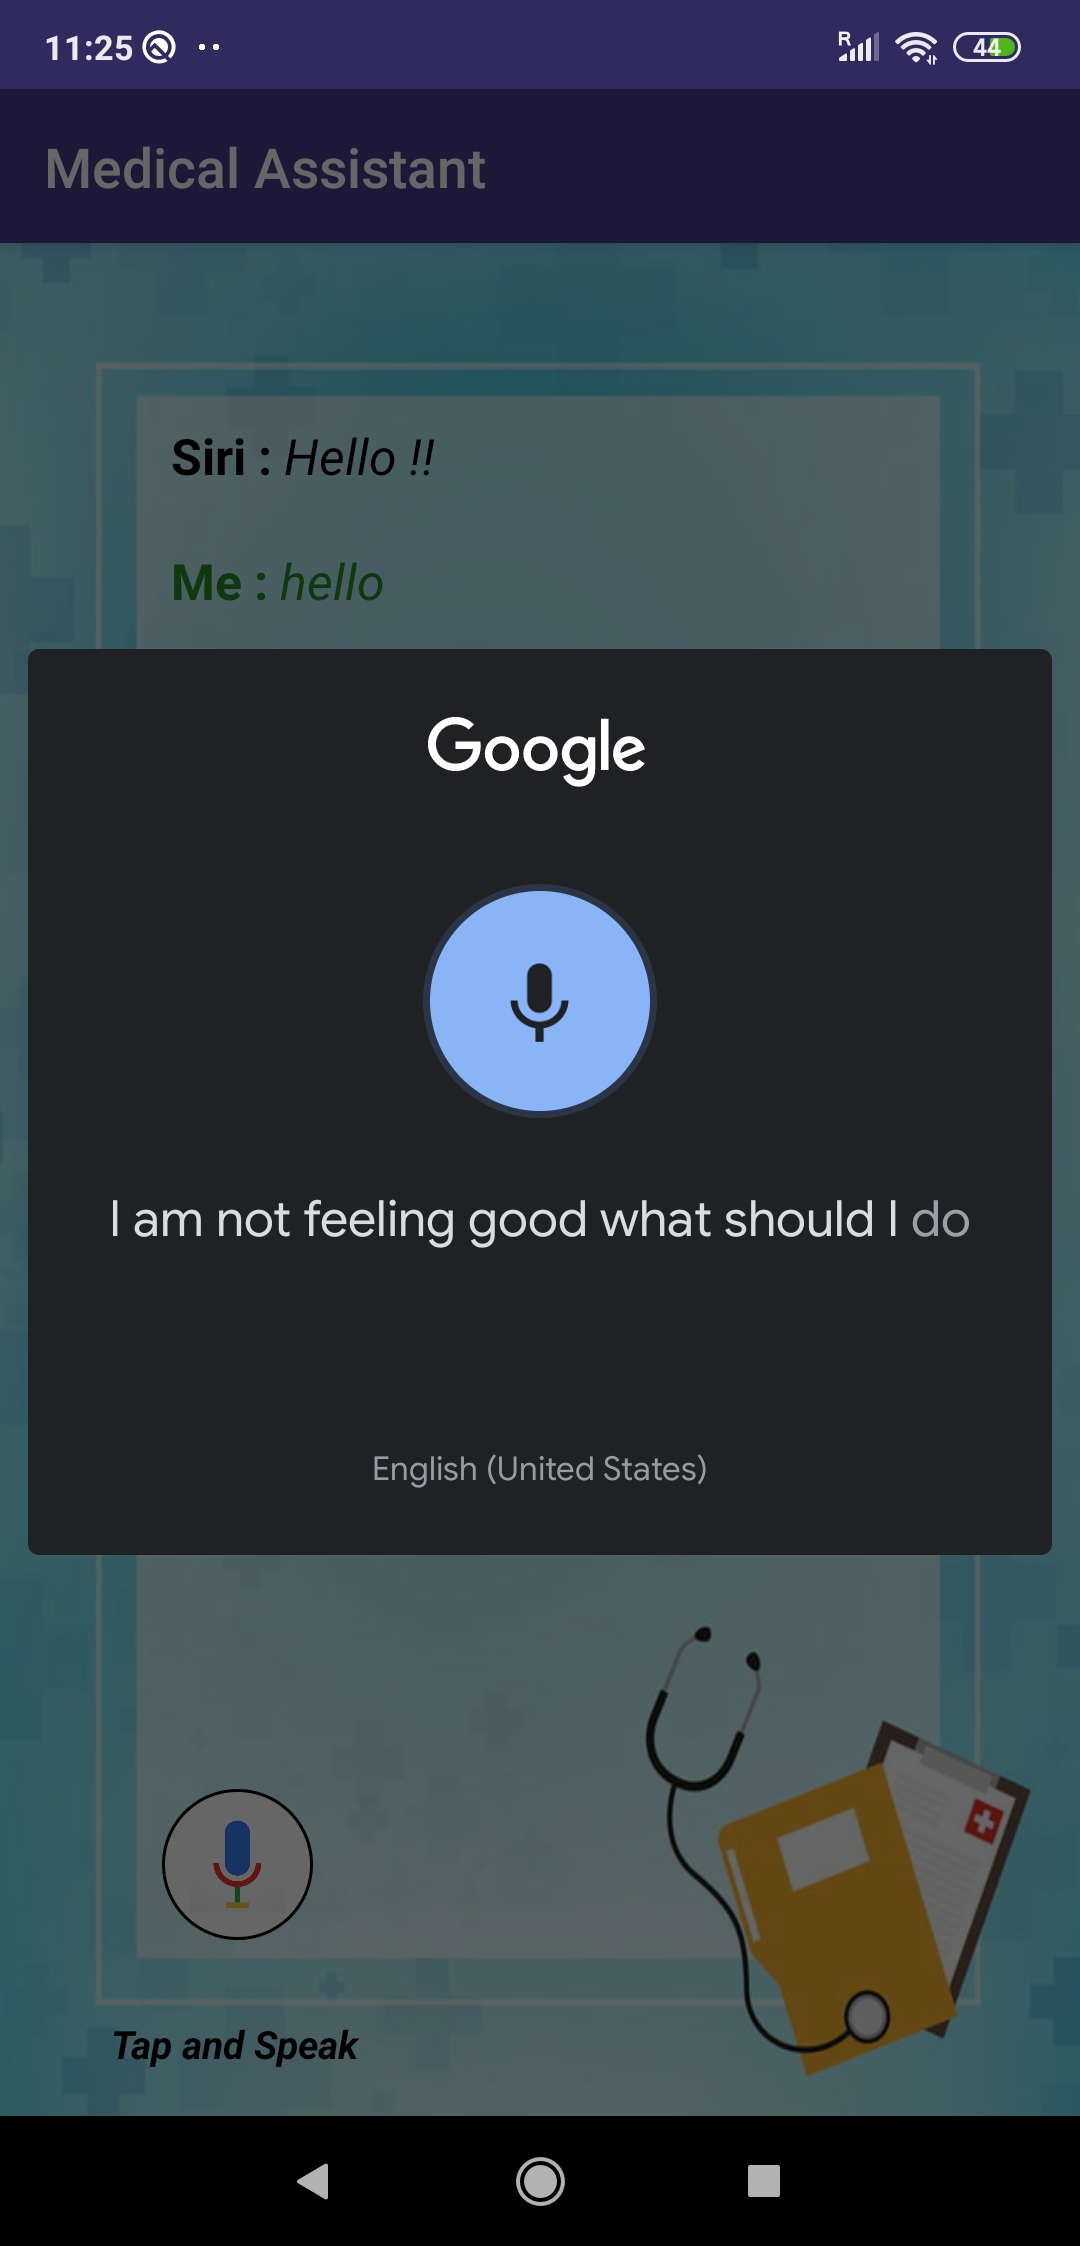 11:25
R
44
Medical Assistant
Siri : Hello !!
Me : hello
Google
I am not feeling good what should I do
English (United States)
Tap and Speak